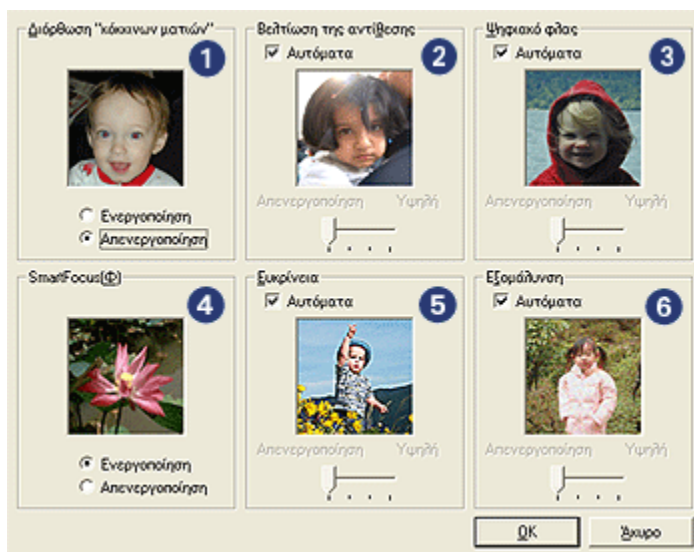 Διόρθωση "κόκκινων ματιών"
1
Ενεργοποίηση
Απενεργοποίηση
Βελτίωση της αντίθεσης
Αυτόματα
2
Απενεργοποίηση Υψηλή
Ψηφιακό φλας
Αυτόματα
3
Απενεργοποίηση Υψηλή
SmartFocus(Φ)
4
Ενεργοποίηση
Απενεργοποίηση
Ευκρίνεια
Αυτόματα
5
Απενεργοποίηση Υψηλή
Εξομάλυνση
Αυτόματα
6
Απενεργοποίηση Υψηλή
OK Άκυρο